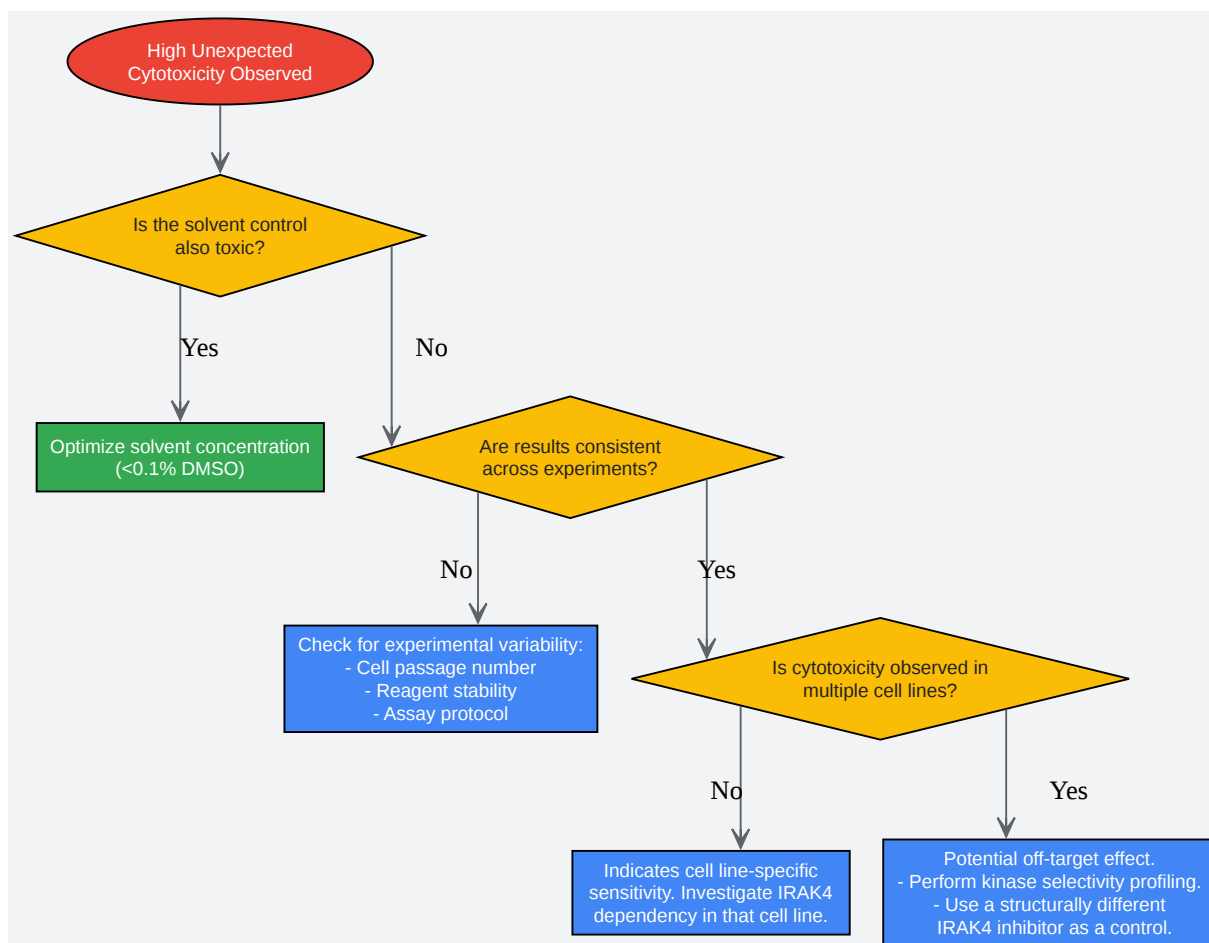 High Unexpected
Cytotoxicity Observed
Is the solvent control
also toxic?
Yes
No
Optimize solvent concentration
(<0.1% DMSO)
Are results consistent
across experiments?
No
Yes
Check for experimental variability:
- Cell passage number
- Reagent stability
- Assay protocol
Is cytotoxicity observed in
multiple cell lines?
No
Yes
Indicates cell line-specific
sensitivity. Investigate IRAK4
dependency in that cell line.
Potential off-target effect.
- Perform kinase selectivity profiling.
- Use a structurally different
IRAK4 inhibitor as a control.